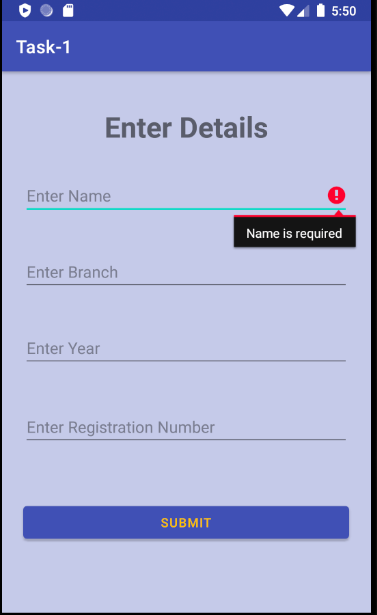 5:50
Task-1
Enter Details
Enter Name
Name is required
Enter Branch
Enter Year
Enter Registration Number
SUBMIT